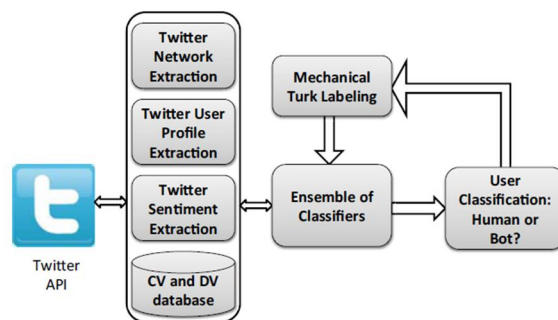 Twitter
Network
Extraction
Twitter User
Profile
Extraction
Twitter
Sentiment
Extraction
CV and DV
database
Twitter
API
Mechanical
Turk Labeling
Ensemble of
Classifiers
User
Classification:
Human or
Bot?